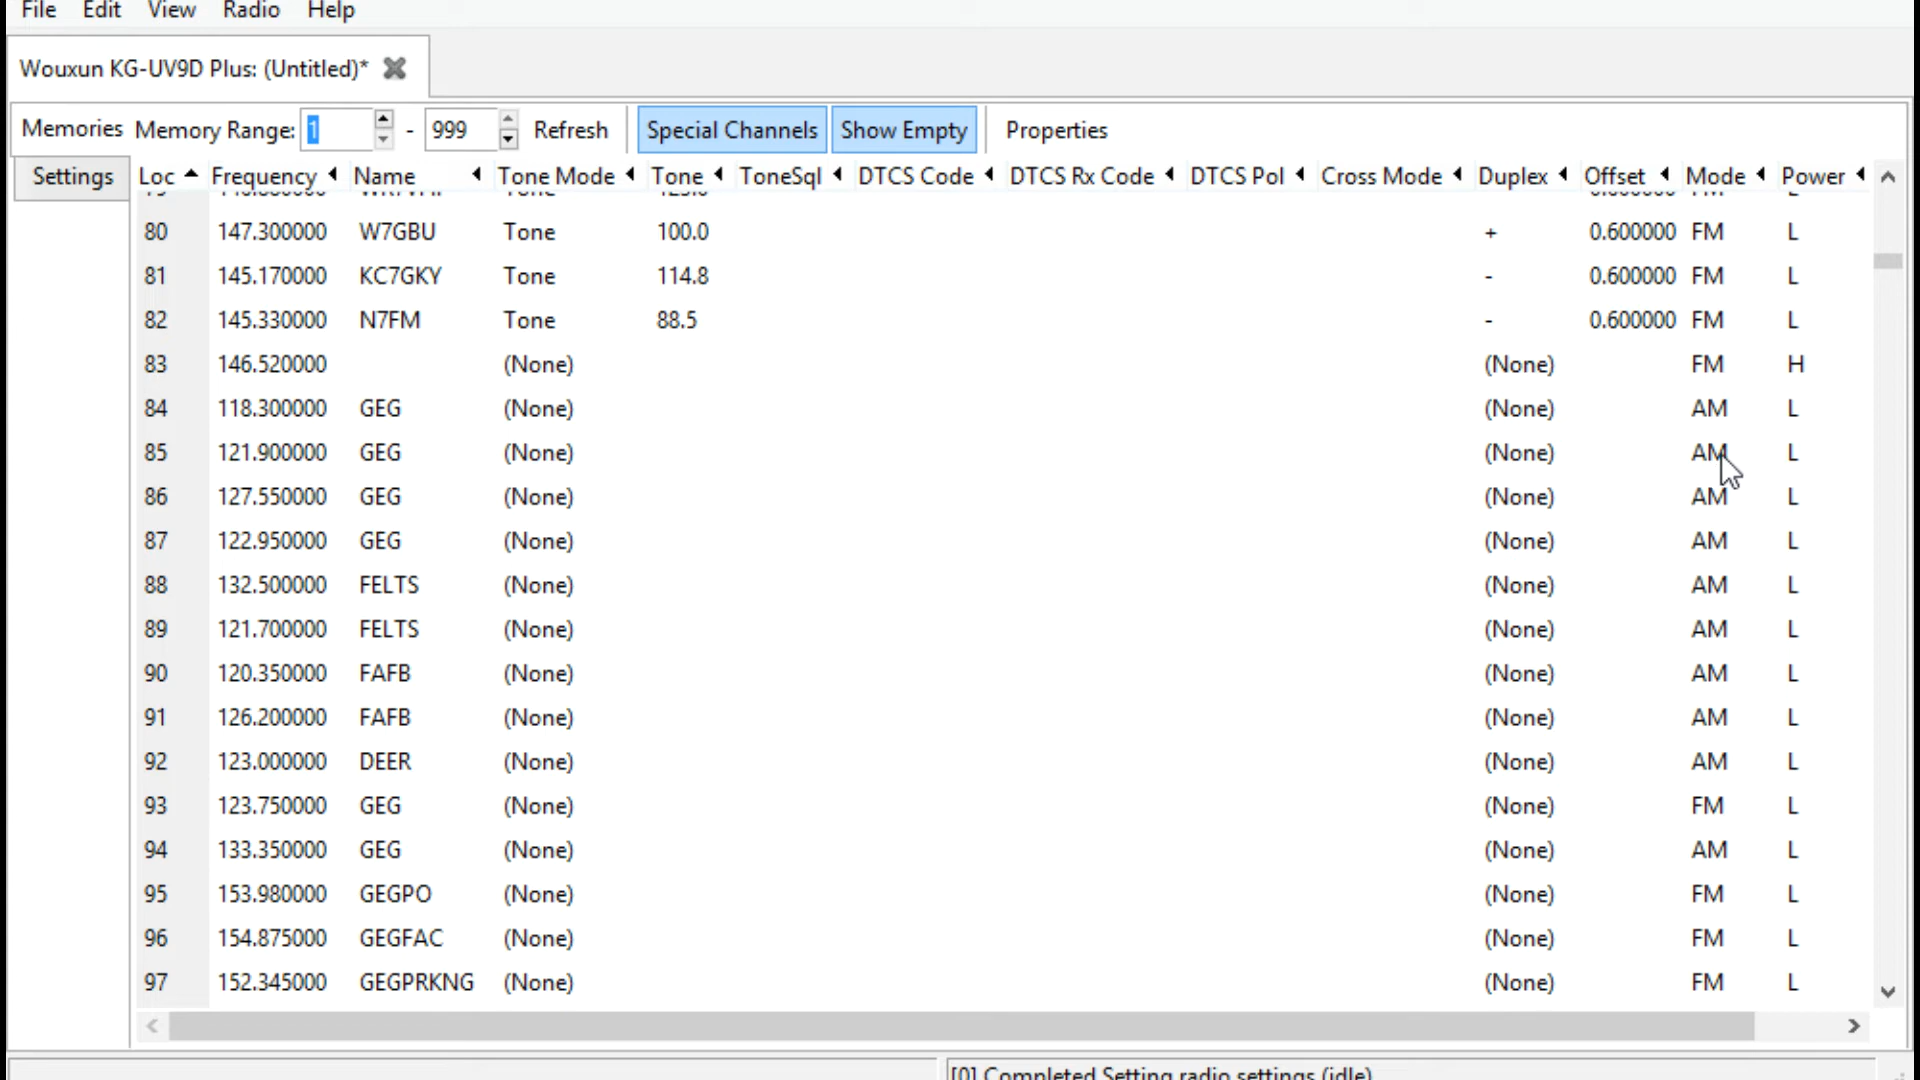 File Edit View Radio Help
Wouxun KG-UV9D Plus: (Untitled)*
Memories Memory Range: 1 - 999 Refresh Special Channels Show Empty Properties
Settings Loc Frequency Name Tone Mode Tone ToneSql DTCS Code DTCS Rx Code DTCS Pol Cross Mode Duplex Offset Mode Power
80 147.300000 W7GBU Tone 100.0 + 0.600000 FM L
81 145.170000 KC7GKY Tone 114.8 - 0.600000 FM L
82 145.330000 N7FM Tone 88.5 - 0.600000 FM L
83 146.520000 (None) (None) FM H
84 118.300000 GEG (None) (None) AM L
85 121.900000 GEG (None) (None) AM L
86 127.550000 GEG (None) (None) AM L
87 122.950000 GEG (None) (None) AM L
88 132.500000 FELTS (None) (None) AM L
89 121.700000 FELTS (None) (None) AM L
90 120.350000 FAFB (None) (None) AM L
91 126.200000 FAFB (None) (None) AM L
92 123.000000 DEER (None) (None) AM L
93 123.750000 GEG (None) (None) FM L
94 133.350000 GEG (None) (None) AM L
95 153.980000 GEGPO (None) (None) FM L
96 154.875000 GEGFAC (None) (None) FM L
97 152.345000 GEGPRKNG (None) (None) FM L
[0] Completed Setting radio settings (idle)